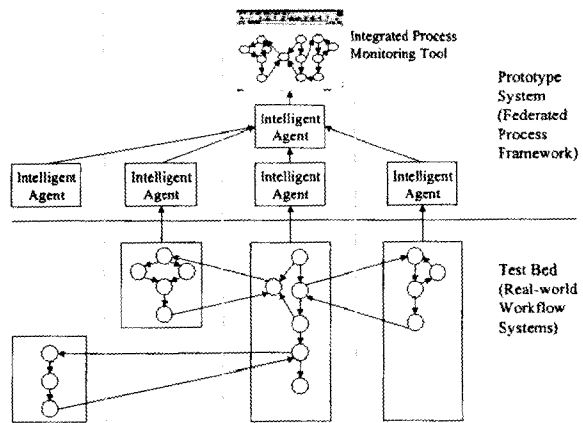 Integrated Process
Monitoring Tool
Prototype
System
(Federated
Process
Framework)
Intelligent
Agent
Intelligent
Agent
Intelligent
Agent
Intelligent
Agent
Intelligent
Agent
Test Bed
(Real-world
Workflow
Systems)